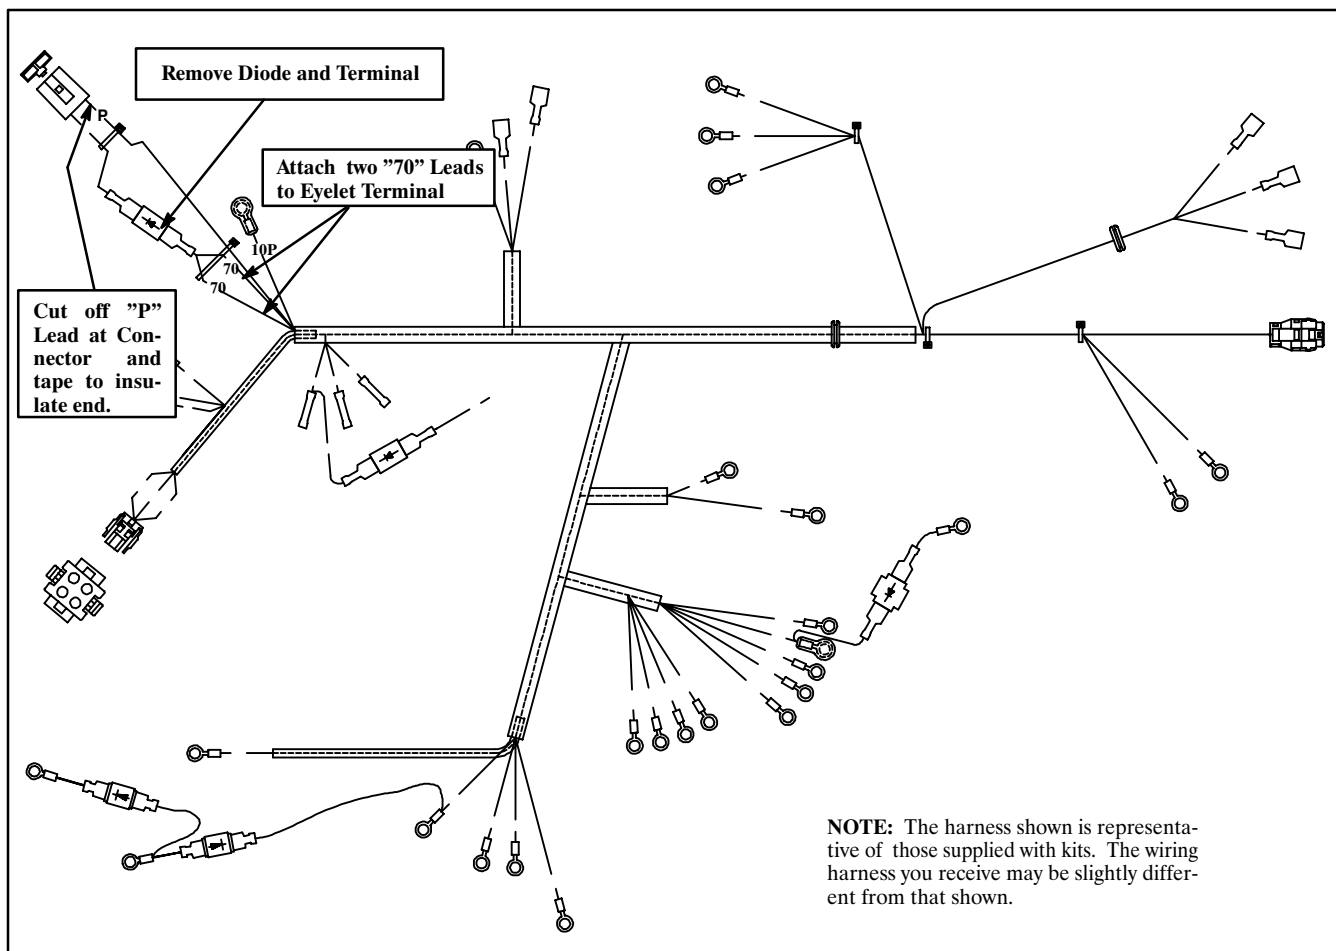 Remove Diode and Terminal
P
Attach two ”70” Leads
to Eyelet Terminal
10P
70
70
Cut off ”P”
Lead at Con-
nector and
tape to insu-
late end.
NOTE: The harness shown is representa-
tive of those supplied with kits. The wiring
harness you receive may be slightly differ-
ent from that shown.